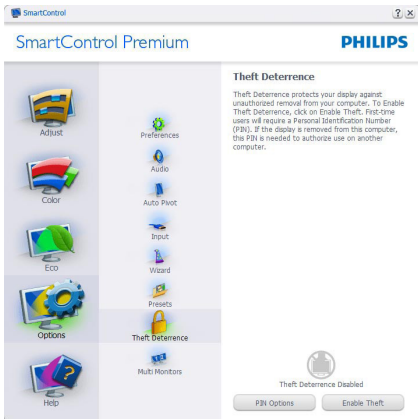 SmartControl
SmartControl Premium
PHILIPS
Adjust
Color
Eco
Options
Help
Preferences
Audio
Auto Pivot
Input
Wizard
Presets
Theft Deterrence
Multi Monitors
Theft Deterrence
Theft Deterrence protects your display against
unauthorized removal from your computer. To Enable
Theft Deterrence, click on Enable Theft. First-time
users will require a Personal Identification Number
(PIN). If the display is removed from this computer,
this PIN is needed to authorize use on another
computer.
Theft Deterrence Disabled
PIN Options
Enable Theft